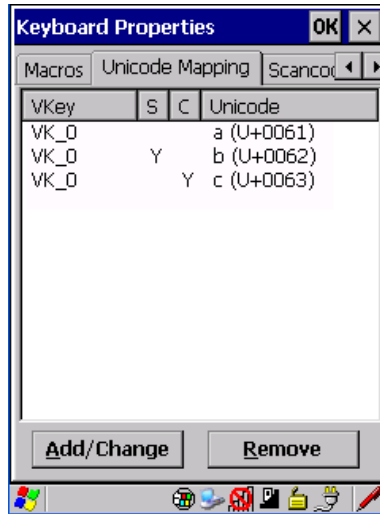 Keyboard Properties OK ×
Macros Unicode Mapping Scancod
VKey S C Unicode
VK_0 a (U+0061)
VK_0 Y b (U+0062)
VK_0 Y c (U+0063)
Add/Change Remove